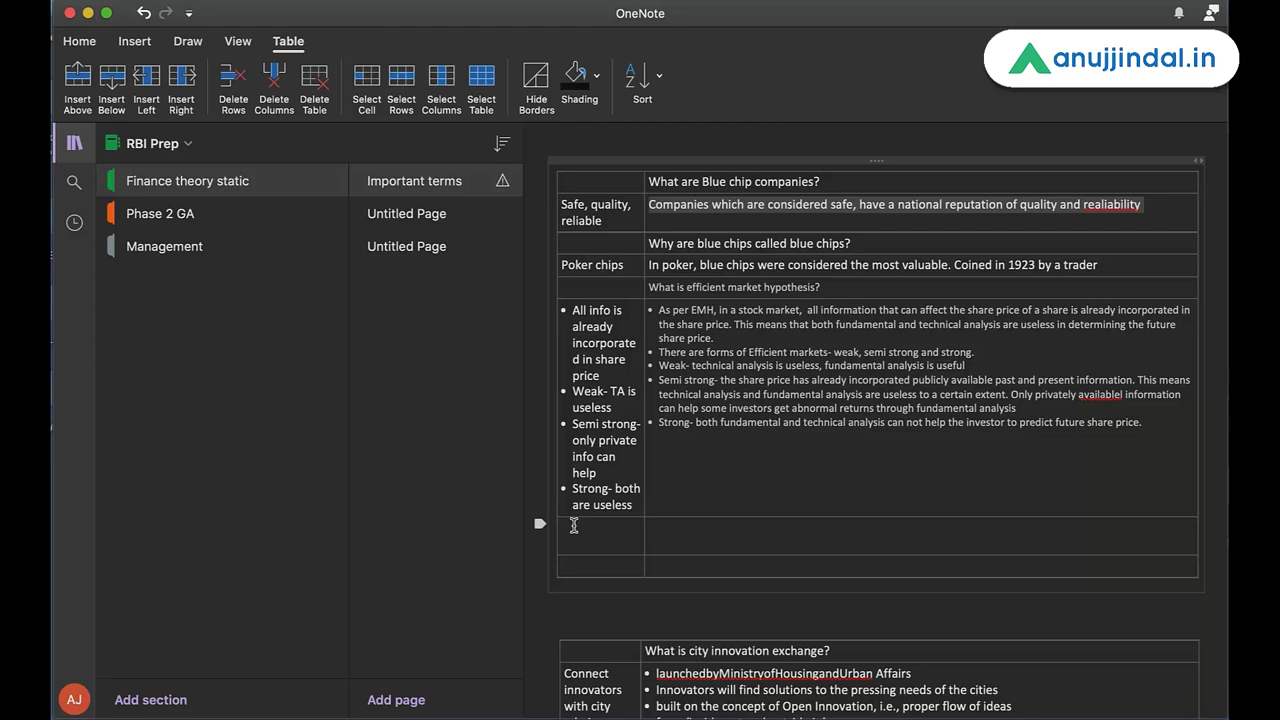 OneNote
Home Insert Draw View Table
anujjindal.in
Insert Above
Insert Below
Insert Left
Insert Right
Delete Rows
Delete Columns
Delete Table
Select Cell
Select Rows
Select Columns
Select Table
Hide Borders
Shading
Sort
RBI Prep
Finance theory static
Phase 2 GA
Management
Important terms
Untitled Page
Untitled Page
What are Blue chip companies?
Safe, quality,
reliable
Companies which are considered safe, have a national reputation of quality and realiability
Why are blue chips called blue chips?
Poker chips
In poker, blue chips were considered the most valuable. Coined in 1923 by a trader
What is efficient market hypothesis?
• All info is
already
incorporate
d in share
price
• Weak- TA is
useless
• Semi strong-
only private
info can
help
• Strong- both
are useless
• As per EMH, in a stock market, all information that can affect the share price of a share is already incorporated in
the share price. This means that both fundamental and technical analysis are useless in determining the future
share price.
• There are forms of Efficient markets- weak, semi strong and strong.
• Weak- technical analysis is useless, fundamental analysis is useful
• Semi strong- the share price has already incorporated publicly available past and present information. This means
technical analysis and fundamental analysis are useless to a certain extent. Only privately availablel information
can help some investors get abnormal returns through fundamental analysis
• Strong- both fundamental and technical analysis can not help the investor to predict future share price.
What is city innovation exchange?
Connect
innovators
with city
• launchedbyMinistryofHousingandUrban Affairs
• Innovators will find solutions to the pressing needs of the cities
• built on the concept of Open Innovation, i.e., proper flow of ideas
AJ
Add section
Add page